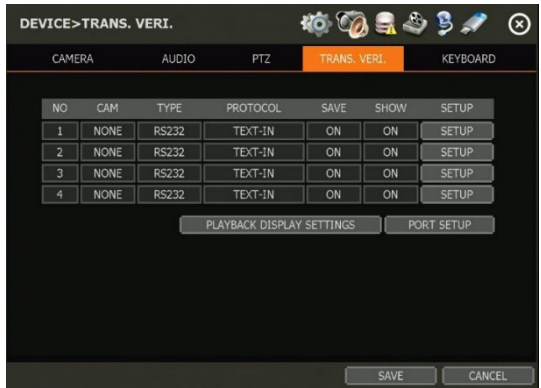 DEVICE>TRANS. VERI.
CAMERA AUDIO PTZ TRANS. VERI. KEYBOARD
NO CAM TYPE PROTOCOL SAVE SHOW SETUP
1 NONE RS232 TEXT-IN ON ON SETUP
2 NONE RS232 TEXT-IN ON ON SETUP
3 NONE RS232 TEXT-IN ON ON SETUP
4 NONE RS232 TEXT-IN ON ON SETUP
PLAYBACK DISPLAY SETTINGS PORT SETUP
SAVE CANCEL